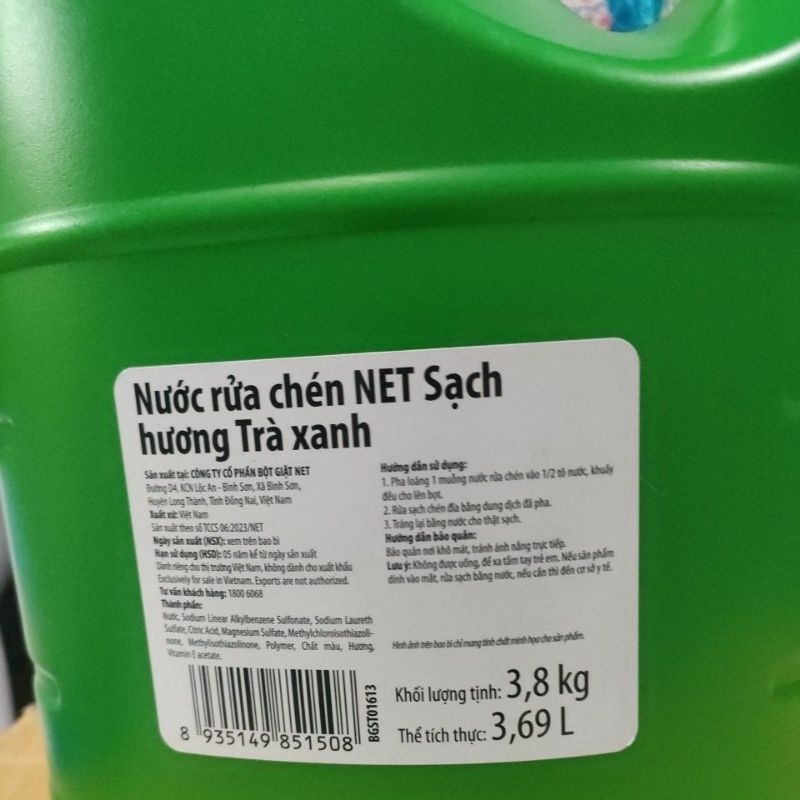 Nước rửa chén NET Sạch
hương Trà xanh
Sản xuất tại: CÔNG TY CỔ PHẦN BỘT GIẶT NET
Đường D4, KCN Lộc An - Bình Sơn, Xã Bình Sơn,
Huyện Long Thành, Tỉnh Đồng Nai, Việt Nam
Xuất xứ: Việt Nam
Sản xuất theo số TCCS 06:2023/NET
Ngày sản xuất (NSX): xem trên bao bì
Hạn sử dụng (HSD): 05 năm kể từ ngày sản xuất
Dành riêng cho thị trường Việt Nam, không dành cho xuất khẩu
Exclusively for sale in Vietnam. Exports are not authorized.
Tư vấn khách hàng: 1800 6068
Thành phần:
Nước, Sodium Linear Alkylbenzene Sulfonate, Sodium Laureth
Sulfate, Citric Acid, Magnesium Sulfate, Methylchloroisothiazoli-
none, Methylisothiazolinone, Polymer, Chất màu, Hương,
Vitamin E acetate.
8 935149 851508
BGST01613
Hướng dẫn sử dụng:
1. Pha loãng 1 muỗng nước rửa chén vào 1/2 tô nước, khuấy
đều cho lên bọt.
2. Rửa sạch chén đĩa bằng dung dịch đã pha.
3. Tráng lại bằng nước cho thật sạch.
Hướng dẫn bảo quản:
Bảo quản nơi khô mát, tránh ánh nắng trực tiếp.
Lưu ý: Không được uống, để xa tầm tay trẻ em. Nếu sản phẩm
dính vào mắt, rửa sạch bằng nước, nếu cần thì đến cơ sở y tế.
Hình ảnh trên bao bì chỉ mang tính chất minh họa cho sản phẩm.
Khối lượng tịnh: 3,8 kg
Thể tích thực: 3,69 L